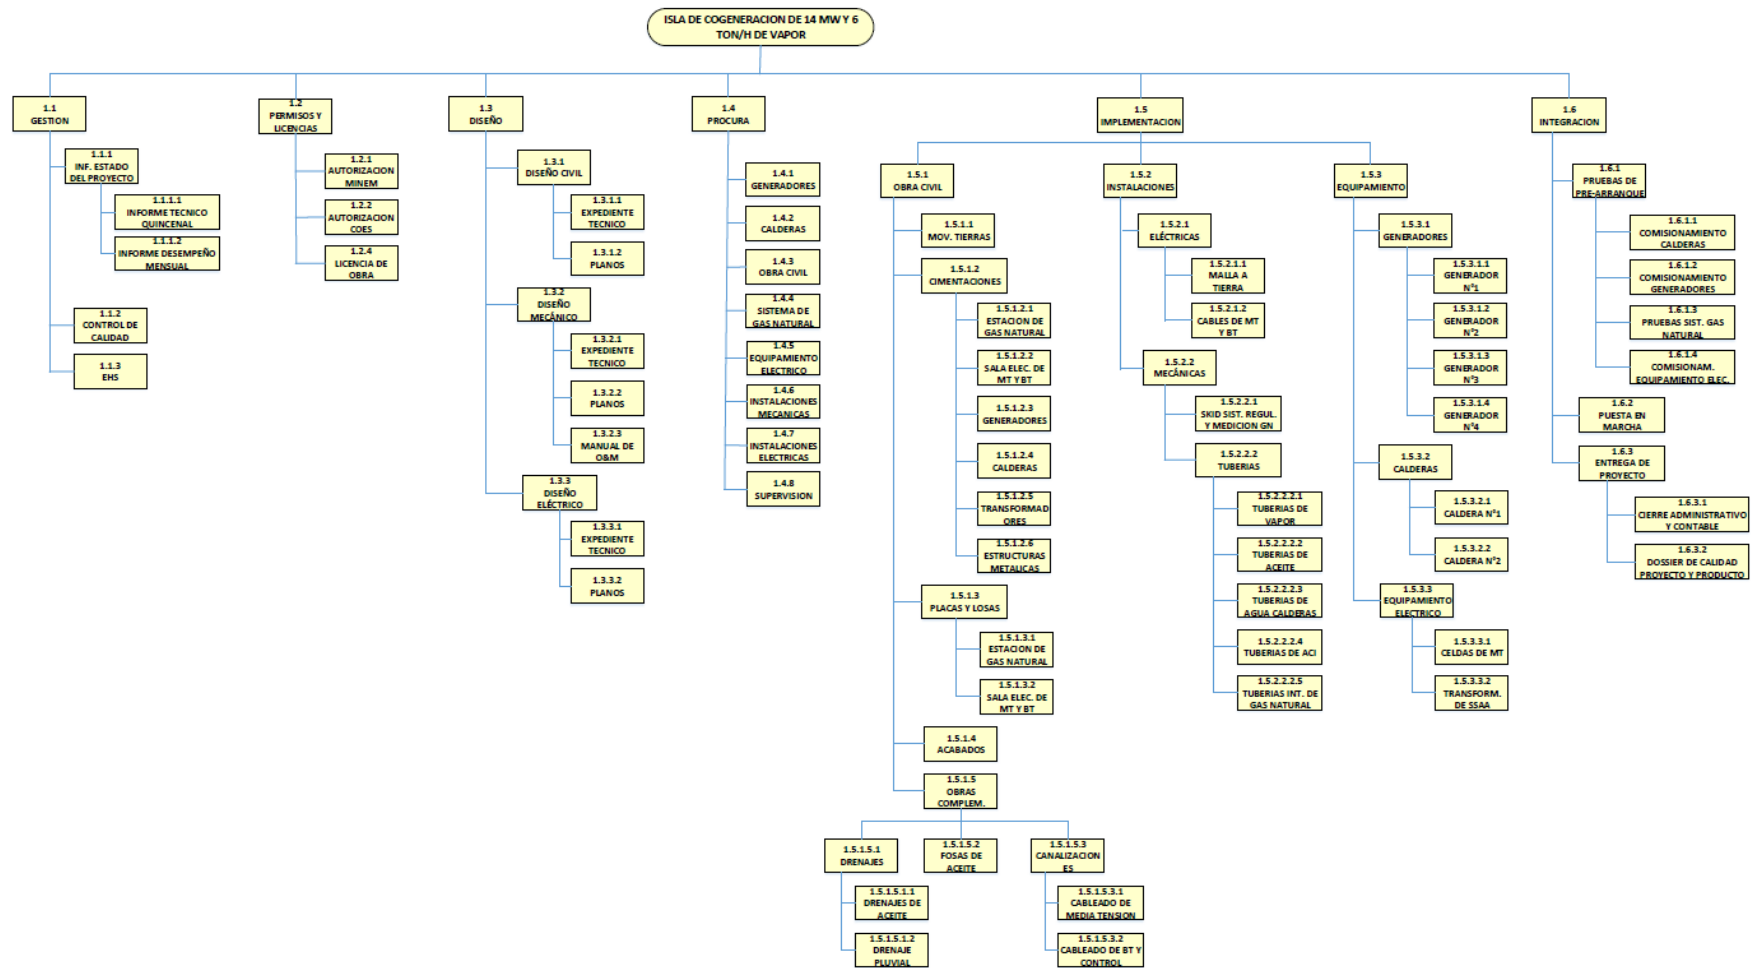 ISLA DE COGENERACION DE 14 MW Y 6
TON/H DE VAPOR
1.1
GESTION
1.1.1
INF. ESTADO
DEL PROYECTO
1.1.1.1
INFORME TECNICO
QUINCENAL
1.1.1.2
INFORME DESEMPEÑO
MENSUAL
1.1.2
CONTROL DE
CALIDAD
1.1.3
EHS
1.2
PERMISOS Y
LICENCIAS
1.2.1
AUTORIZACION
MINEM
1.2.2
AUTORIZACION
COES
1.2.4
LICENCIA DE
OBRA
1.3
DISEÑO
1.3.1
DISEÑO CIVIL
1.3.1.1
EXPEDIENTE
TECNICO
1.3.1.2
PLANOS
1.3.2
DISEÑO
MECÁNICO
1.3.2.1
EXPEDIENTE
TECNICO
1.3.2.2
PLANOS
1.3.2.3
MANUAL DE
O&M
1.3.3
DISEÑO
ELÉCTRICO
1.3.3.1
EXPEDIENTE
TECNICO
1.3.3.2
PLANOS
1.4
PROCURA
1.4.1
GENERADORES
1.4.2
CALDERAS
1.4.3
OBRA CIVIL
1.4.4
SISTEMA DE
GAS NATURAL
1.4.5
EQUIPAMIENTO
ELECTRICO
1.4.6
INSTALACIONES
MECANICAS
1.4.7
INSTALACIONES
ELECTRICAS
1.4.8
SUPERVISION
1.5
IMPLEMENTACION
1.5.1
OBRA CIVIL
1.5.1.1
MOV. TIERRAS
1.5.1.2
CIMENTACIONES
1.5.1.2.1
ESTACION DE
GAS NATURAL
1.5.1.2.2
SALA ELEC. DE
MT Y BT
1.5.1.2.3
GENERADORES
1.5.1.2.4
CALDERAS
1.5.1.2.5
TRANSFORMAD
ORES
1.5.1.2.6
ESTRUCTURAS
METALICAS
1.5.1.3
PLACAS Y LOSAS
1.5.1.3.1
ESTACION DE
GAS NATURAL
1.5.1.3.2
SALA ELEC. DE
MT Y BT
1.5.1.4
ACABADOS
1.5.1.5
OBRAS
COMPLEM.
1.5.1.5.1
DRENAJES
1.5.1.5.1.1
DRENAJES DE
ACEITE
1.5.1.5.1.2
DRENAJE
PLUVIAL
1.5.1.5.2
FOSAS DE
ACEITE
1.5.1.5.3
CANALIZACION
ES
1.5.1.5.3.1
CABLEADO DE
MEDIA TENSION
1.5.1.5.3.2
CABLEADO DE BT Y
CONTROL
1.5.2
INSTALACIONES
1.5.2.1
ELÉCTRICAS
1.5.2.1.1
MALLA A
TIERRA
1.5.2.1.2
CABLES DE MT
Y BT
1.5.2.2
MECÁNICAS
1.5.2.2.1
SKID SIST. REGUL.
Y MEDICION GN
1.5.2.2.2
TUBERIAS
1.5.2.2.2.1
TUBERIAS DE
VAPOR
1.5.2.2.2.2
TUBERIAS DE
ACEITE
1.5.2.2.2.3
TUBERIAS DE
AGUA CALDERAS
1.5.2.2.2.4
TUBERIAS DE ACI
1.5.2.2.2.5
TUBERIAS INT. DE
GAS NATURAL
1.5.3
EQUIPAMIENTO
1.5.3.1
GENERADORES
1.5.3.1.1
GENERADOR
N°1
1.5.3.1.2
GENERADOR
N°2
1.5.3.1.3
GENERADOR
N°3
1.5.3.1.4
GENERADOR
N°4
1.5.3.2
CALDERAS
1.5.3.2.1
CALDERA N°1
1.5.3.2.2
CALDERA N°2
1.5.3.3
EQUIPAMIENTO
ELECTRICO
1.5.3.3.1
CELDAS DE MT
1.5.3.3.2
TRANSFORM.
DE SSAA
1.6
INTEGRACION
1.6.1
PRUEBAS DE
PRE-ARRANQUE
1.6.1.1
COMISIONAMIENTO
CALDERAS
1.6.1.2
COMISIONAMIENTO
GENERADORES
1.6.1.3
PRUEBAS SIST. GAS
NATURAL
1.6.1.4
COMISIONAM.
EQUIPAMIENTO ELEC.
1.6.2
PUESTA EN
MARCHA
1.6.3
ENTREGA DE
PROYECTO
1.6.3.1
CIERRE ADMINISTRATIVO
Y CONTABLE
1.6.3.2
DOSSIER DE CALIDAD
PROYECTO Y PRODUCTO